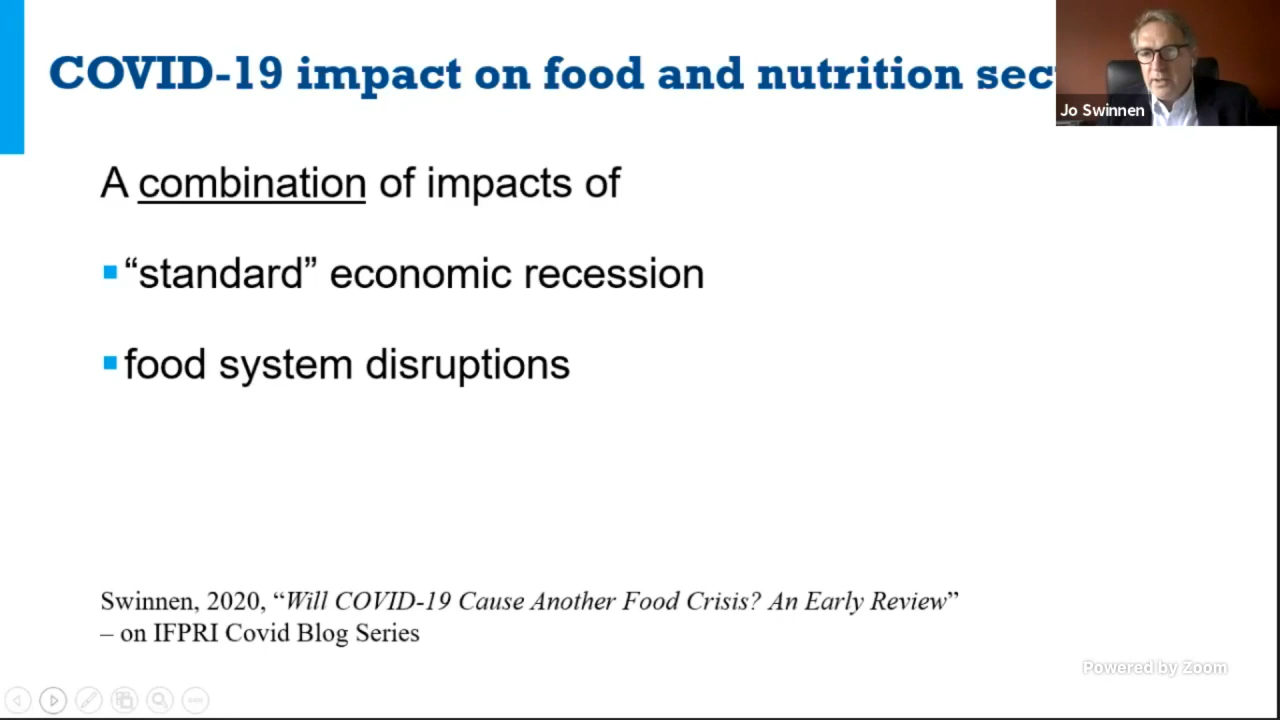 COVID-19 impact on food and nutrition sec
Jo Swinnen
A combination of impacts of
“standard” economic recession
food system disruptions
Swinnen, 2020, “Will COVID-19 Cause Another Food Crisis? An Early Review”
– on IFPRI Covid Blog Series
Powered by Zoom